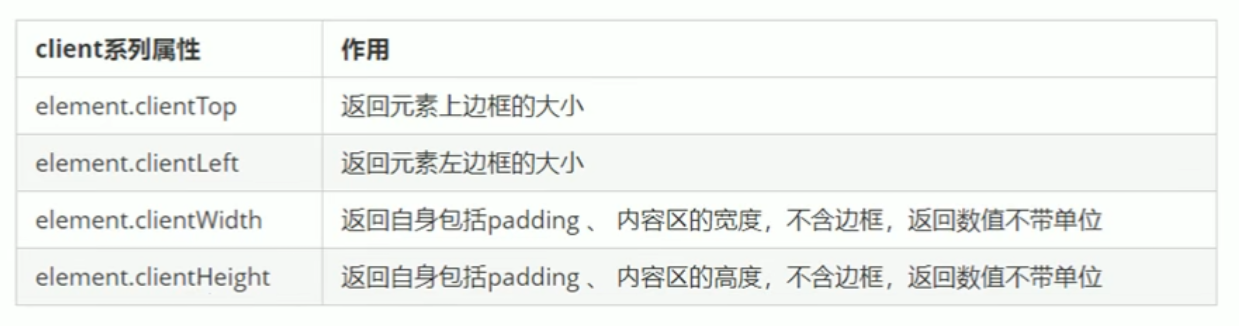 client系列属性 作用
element.clientTop 返回元素上边框的大小
element.clientLeft 返回元素左边框的大小
element.clientWidth 返回自身包括padding 、 内容区的宽度，不含边框，返回数值不带单位
element.clientHeight 返回自身包括padding 、 内容区的高度，不含边框，返回数值不带单位